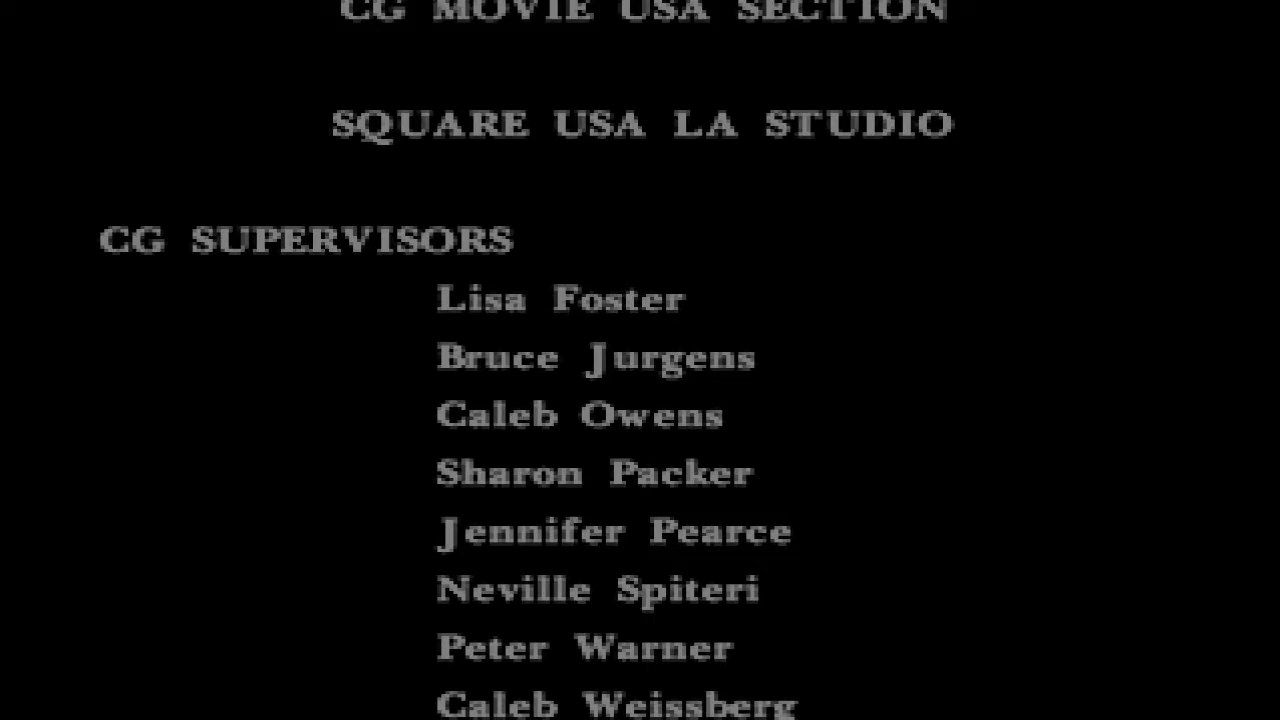 CG MOVIE USA SECTION
SQUARE USA LA STUDIO
CG SUPERVISORS
Lisa Foster
Bruce Jurgens
Caleb Owens
Sharon Packer
Jennifer Pearce
Neville Spiteri
Peter Warner
Caleb Weissberg